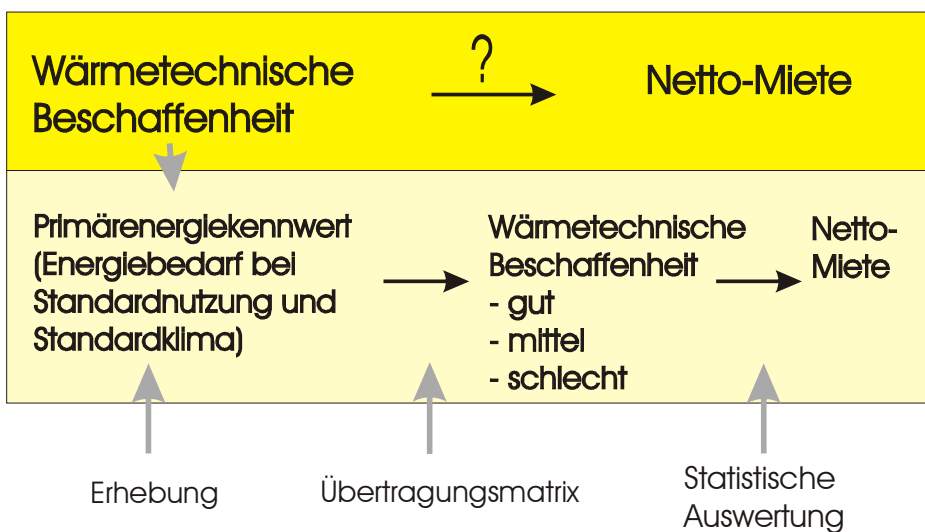 Wärmetechnische
Beschaffenheit
?
Netto-Miete
Primärenergiekennwert
(Energiebedarf bei
Standardnutzung und
Standardklima)
Wärmetechnische
Beschaffenheit
- gut
- mittel
- schlecht
Netto-
Miete
Erhebung
Übertragungsmatrix
Statistische
Auswertung